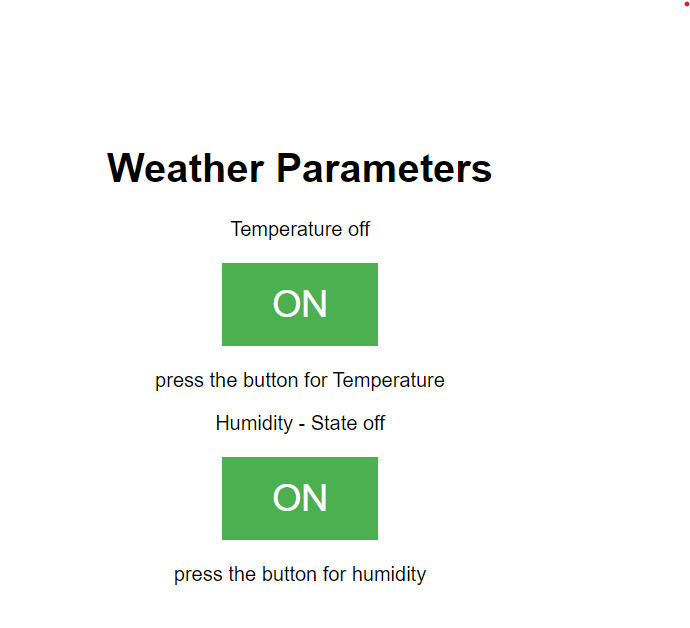 Weather Parameters
Temperature off
ON
press the button for Temperature
Humidity - State off
ON
press the button for humidity